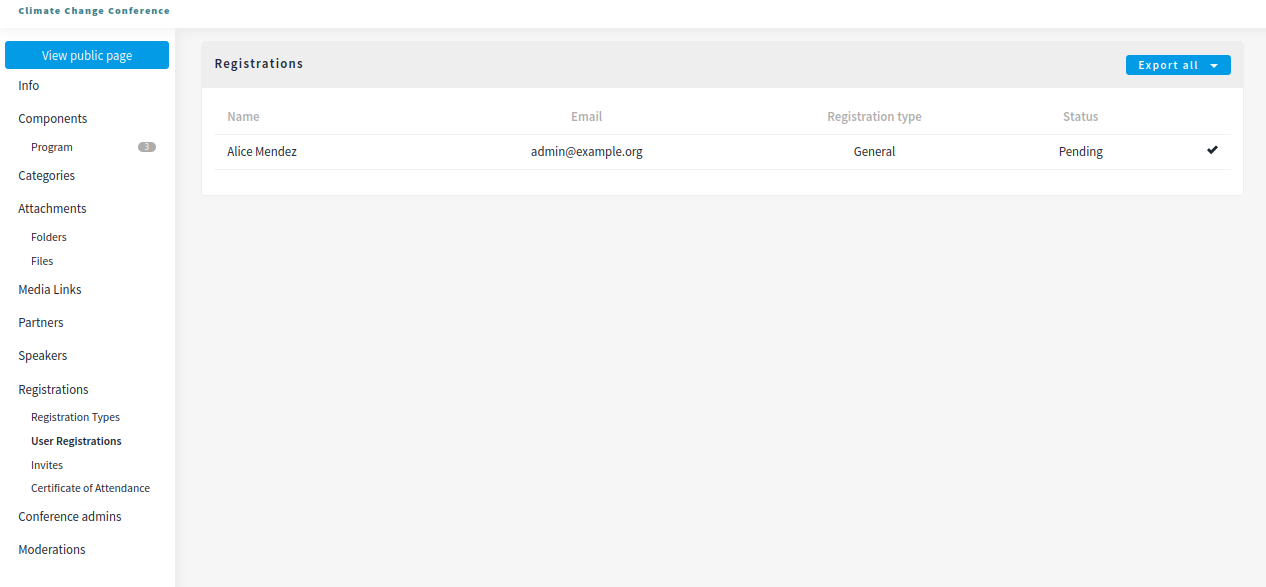 Climate Change Conference
View public page
Info
Components
Program 3
Categories
Attachments
Folders
Files
Media Links
Partners
Speakers
Registrations
Registration Types
User Registrations
Invites
Certificate of Attendance
Conference admins
Moderations
Registrations
Export all
Name Email Registration type Status
Alice Mendez admin@example.org General Pending